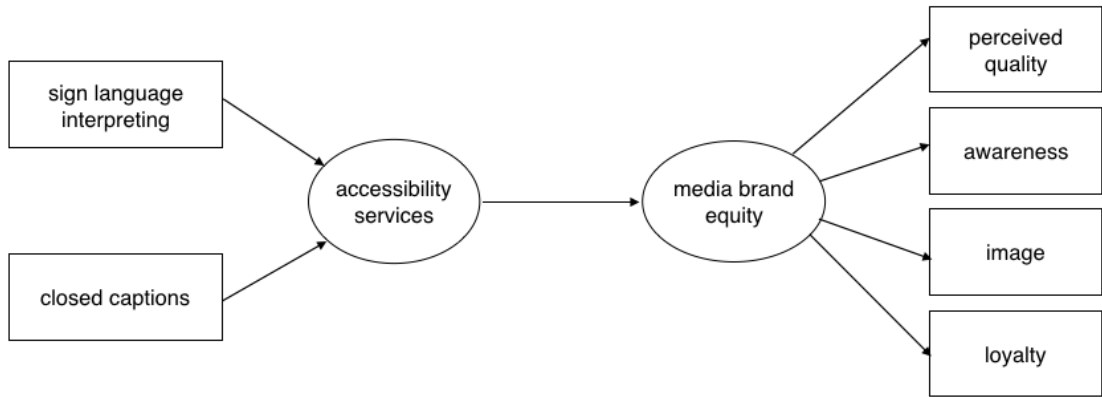 sign language
interpreting
closed captions
accessibility
services
media brand
equity
perceived
quality
awareness
image
loyalty